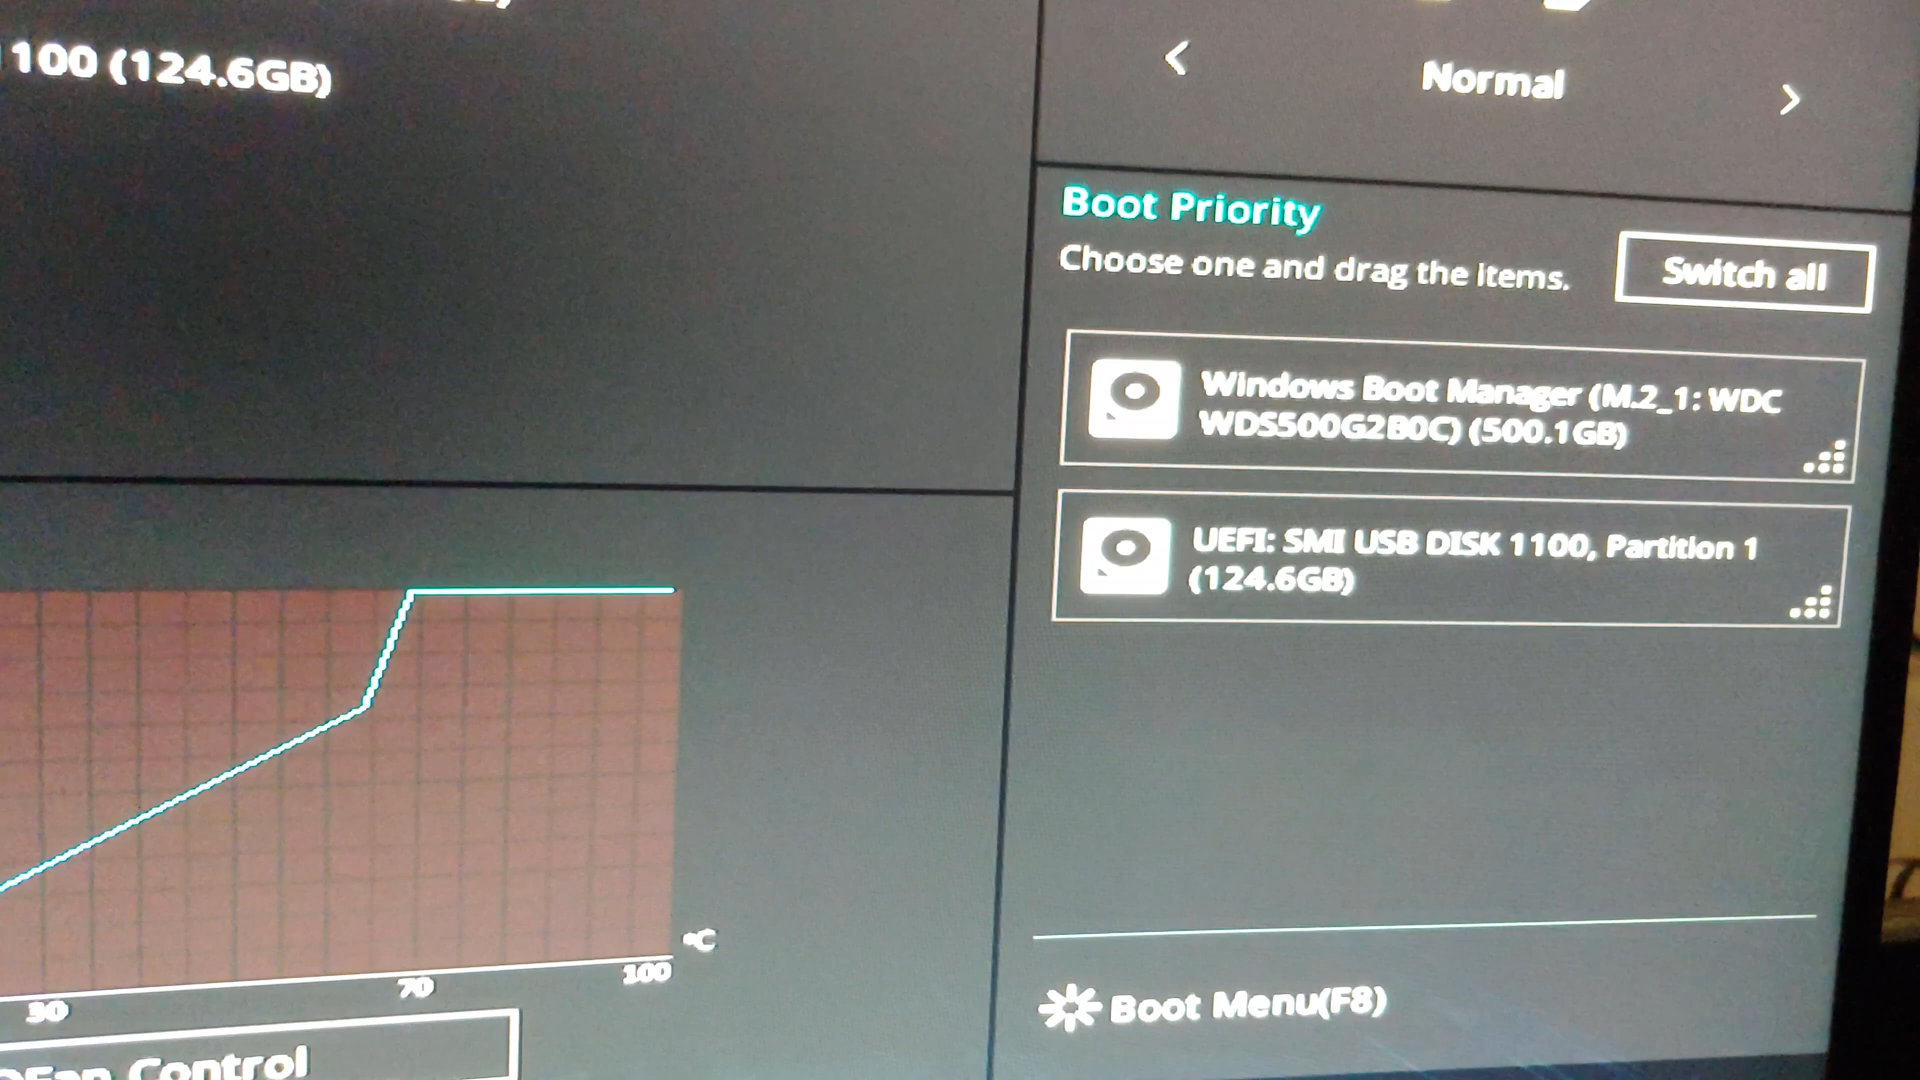 100 (124.6GB)
Normal
Boot Priority
Choose one and drag the items.
Switch all
Windows Boot Manager (M.2_1: WDC
WDS500G2B0C) (500.1GB)
UEFI: SMI USB DISK 1100, Partition 1
(124.6GB)
°C
30
70
100
Fan Control
Boot Menu(F8)